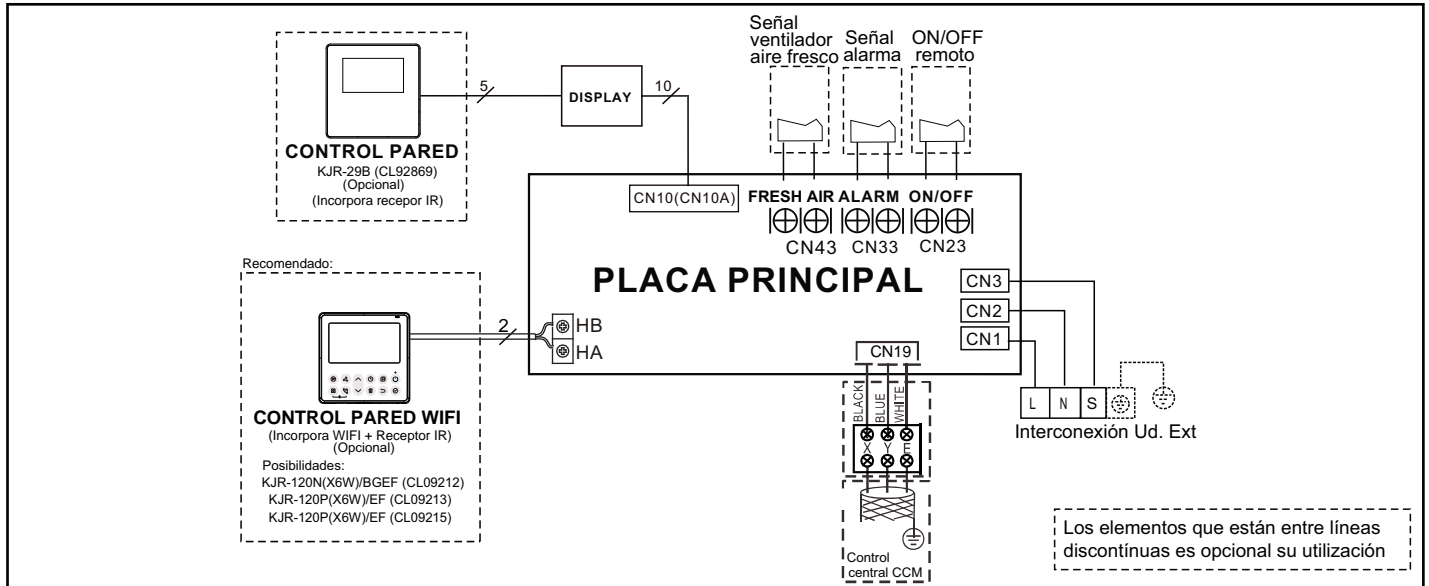 Señal
ventilador
aire fresco
Señal
alarma
ON/OFF
remoto
5
DISPLAY
10
CONTROL PARED
KJR-29B (CL92869)
(Opcional)
(Incorpora recepor IR)
CN10(CN10A)
FRESH AIR ALARM ON/OFF
CN43 CN33 CN23
PLACA PRINCIPAL
CN3
CN2
CN1
Recomendado:
2
HB
HA
CN19
CONTROL PARED WIFI
(Incorpora WIFI + Receptor IR)
(Opcional)
Posibilidades:
KJR-120N(X6W)/BGEF (CL09212)
KJR-120P(X6W)/EF (CL09213)
KJR-120P(X6W)/EF (CL09215)
BLACK
BLUE
WHITE
X Y E
L N S
Interconexión Ud. Ext
Control
central CCM
Los elementos que están entre líneas
discontínuas es opcional su utilización